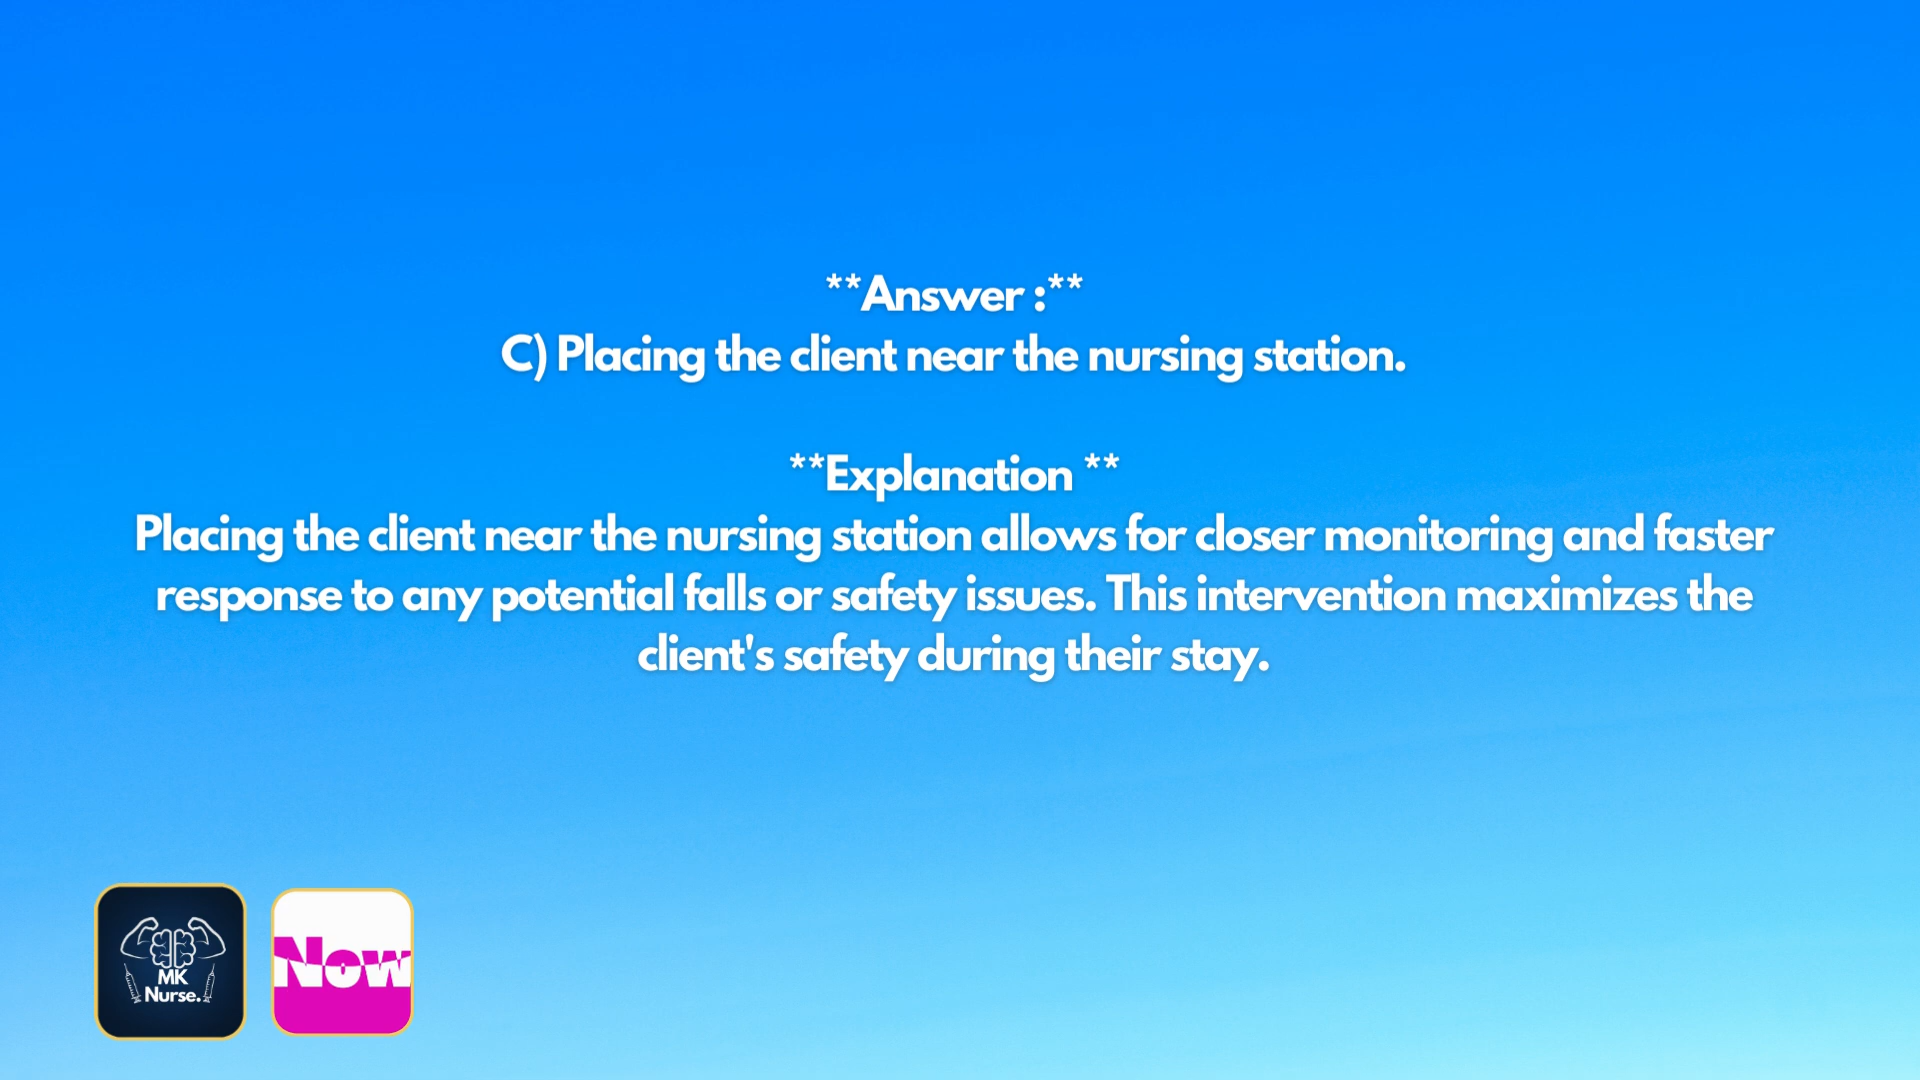 **Answer :**
C) Placing the client near the nursing station.
**Explanation **
Placing the client near the nursing station allows for closer monitoring and faster
response to any potential falls or safety issues. This intervention maximizes the
client's safety during their stay.
MK
Nurse.
Now